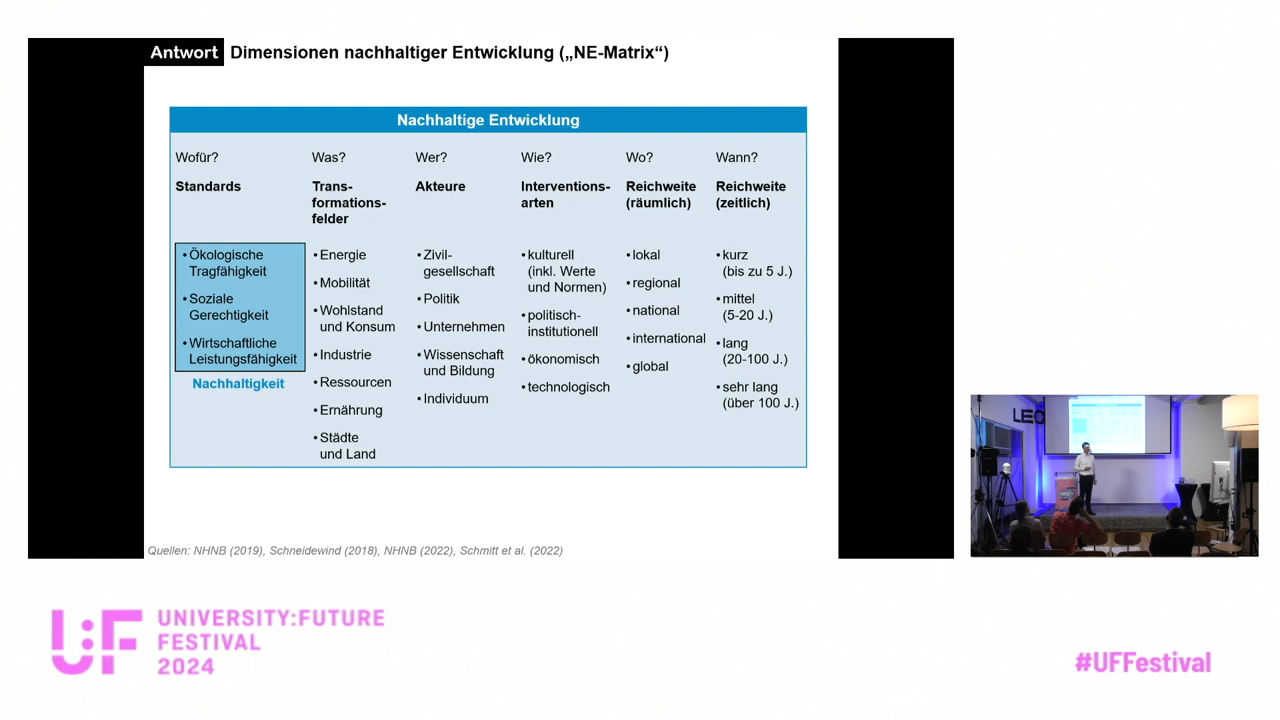 Antwort Dimensionen nachhaltiger Entwicklung („NE-Matrix“)
Nachhaltige Entwicklung
Wofür?
Standards
• Ökologische
Tragfähigkeit
• Soziale
Gerechtigkeit
• Wirtschaftliche
Leistungsfähigkeit
Nachhaltigkeit
Was?
Trans-
formations-
felder
• Energie
• Mobilität
• Wohlstand
und Konsum
• Industrie
• Ressourcen
• Ernährung
• Städte
und Land
Wer?
Akteure
• Zivil-
gesellschaft
• Politik
• Unternehmen
• Wissenschaft
und Bildung
• Individuum
Wie?
Interventions-
arten
• kulturell
(inkl. Werte
und Normen)
• politisch-
institutionell
• ökonomisch
• technologisch
Wo?
Reichweite
(räumlich)
• lokal
• regional
• national
• international
• global
Wann?
Reichweite
(zeitlich)
• kurz
(bis zu 5 J.)
• mittel
(5-20 J.)
• lang
(20-100 J.)
• sehr lang
(über 100 J.)
Quellen: NHNB (2019), Schneidewind (2018), NHNB (2022), Schmitt et al. (2022)
LEO
U:F
UNIVERSITY:FUTURE
FESTIVAL
2024
#UFFestival